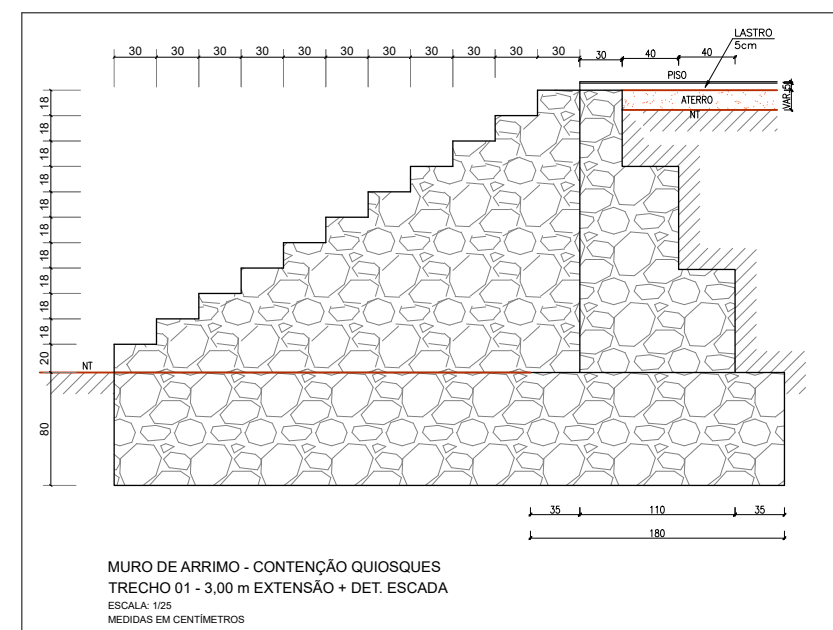 LASTRO
5cm
30 30 30 30 30 30 30 30 30 30 30 30 40 40
PISO
5
ATERRO
VAR.
NT
18
18
18
18
18
18
18
18
18
18
20
NT
80
35 110 35
180
MURO DE ARRIMO - CONTENÇÃO QUIOSQUES
TRECHO 01 - 3,00 m EXTENSÃO + DET. ESCADA
ESCALA: 1/25
MEDIDAS EM CENTÍMETROS